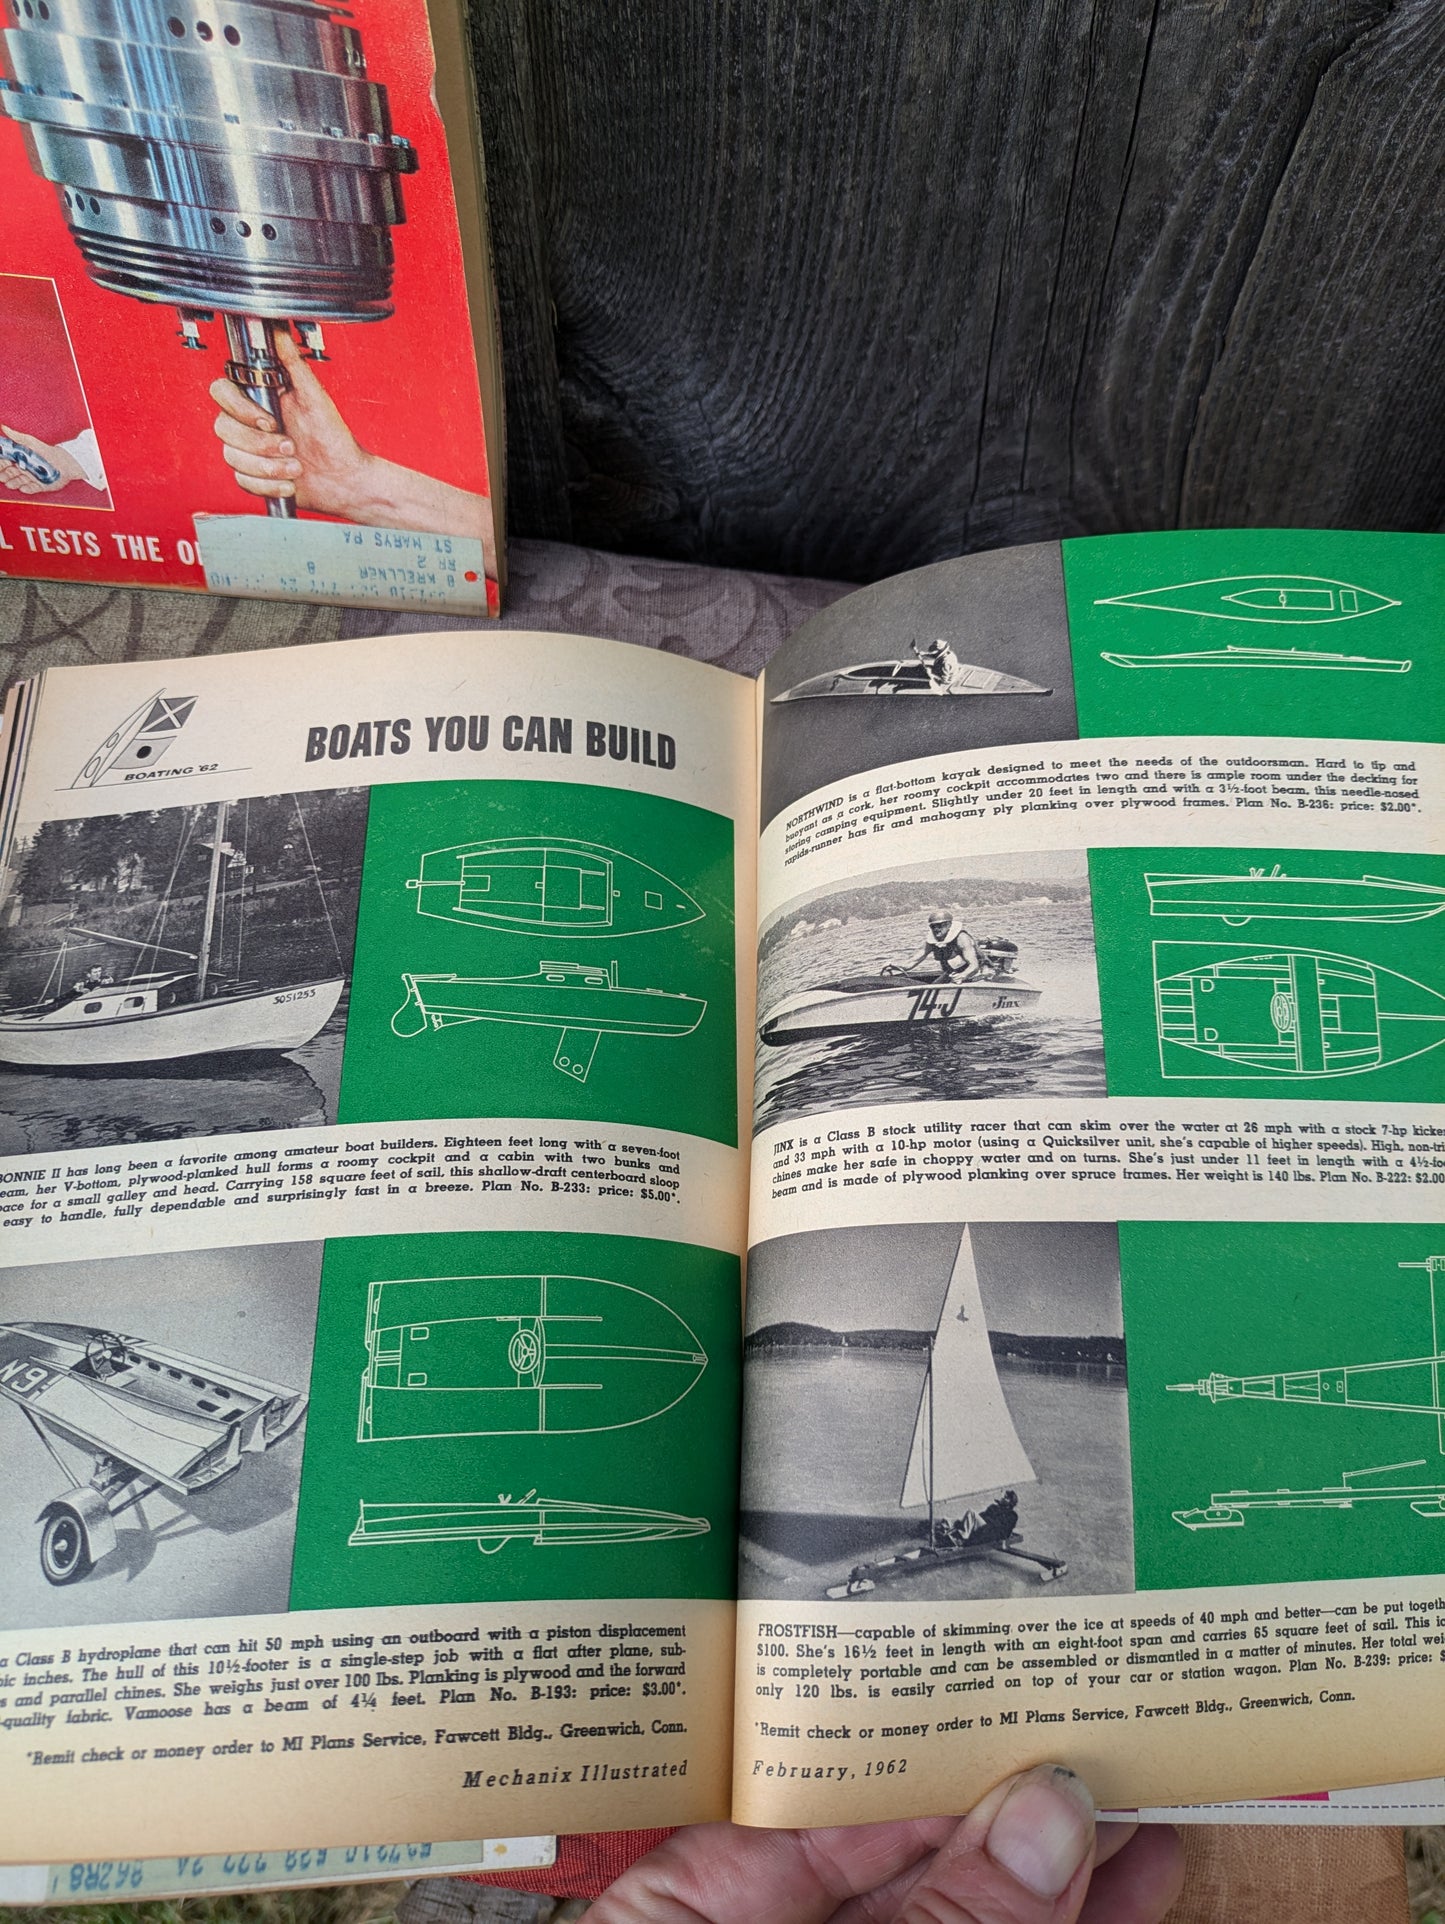 L TESTS THE
ST MARYS PA
RR 2
B KRELLNER 8
BOATING '62
BOATS YOU CAN BUILD
SOS1253
BONNIE II has long been a favorite among amateur boat builders. Eighteen feet long with a seven-foot
eam, her V-bottom, plywood-planked hull forms a roomy cockpit and a cabin with two bunks and
pace for a small galley and head. Carrying 158 square feet of sail, this shallow-draft centerboard sloop
easy to handle, fully dependable and surprisingly fast in a breeze. Plan No. B-233: price: $5.00*.
a Class B hydroplane that can hit 50 mph using an outboard with a piston displacement
bic inches. The hull of this 10½-footer is a single-step job with a flat after plane, sub-
s and parallel chines. She weighs just over 100 lbs. Planking is plywood and the forward
-quality fabric. Vamoose has a beam of 4¼ feet. Plan No. B-193: price: $3.00*.
*Remit check or money order to MI Plans Service, Fawcett Bldg., Greenwich, Conn.
Mechanix Illustrated
NORTHWIND is a flat-bottom kayak designed to meet the needs of the outdoorsman. Hard to tip and
buoyant as a cork, her roomy cockpit accommodates two and there is ample room under the decking for
storing camping equipment. Slightly under 20 feet in length and with a 3½-foot beam, this needle-nosed
rapids-runner has fir and mahogany ply planking over plywood frames. Plan No. B-236: price: $2.00*.
74-J Jinx
JINX is a Class B stock utility racer that can skim over the water at 26 mph with a stock 7-hp kicker
and 33 mph with a 10-hp motor (using a Quicksilver unit, she's capable of higher speeds). High, non-tri
chines make her safe in choppy water and on turns. She's just under 11 feet in length with a 4½-fo
beam and is made of plywood planking over spruce frames. Her weight is 140 lbs. Plan No. B-222: $2.00
FROSTFISH—capable of skimming over the ice at speeds of 40 mph and better—can be put togeth
$100. She's 16½ feet in length with an eight-foot span and carries 65 square feet of sail. This ic
is completely portable and can be assembled or dismantled in a matter of minutes. Her total wei
only 120 lbs. is easily carried on top of your car or station wagon. Plan No. B-239: price: $
*Remit check or money order to MI Plans Service, Fawcett Bldg., Greenwich, Conn.
February, 1962